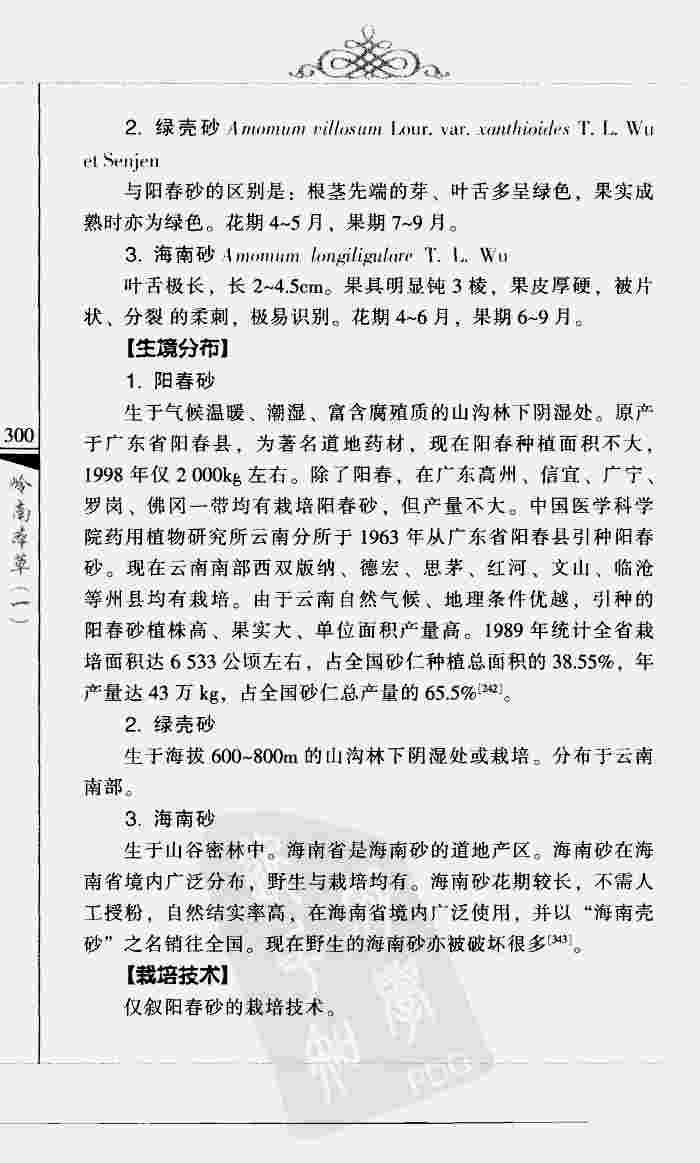 2. 绿壳砂 Amomum villosum Lour. var. xanthioides T. L. Wu
et Senjen
与阳春砂的区别是：根茎先端的芽、叶舌多呈绿色，果实成
熟时亦为绿色。花期 4~5 月，果期 7~9 月。
3. 海南砂 Amomum longiligulare T. L. Wu
叶舌极长，长 2~4.5cm。果具明显钝 3 棱，果皮厚硬，被片
状、分裂 的柔刺，极易识别。花期 4~6 月，果期 6~9 月。
【生境分布】
1. 阳春砂
生于气候温暖、潮湿、富含腐殖质的山沟林下阴湿处。原产
于广东省阳春县，为著名道地药材，现在阳春种植面积不大，
1998 年仅 2 000kg 左右。除了阳春，在广东高州、信宜、广宁、
罗岗、佛冈一带均有栽培阳春砂，但产量不大。中国医学科学
院药用植物研究所云南分所于 1963 年从广东省阳春县引种阳春
砂。现在云南南部西双版纳、德宏、思茅、红河、文山、临沧
等州县均有栽培。由于云南自然气候、地理条件优越，引种的
阳春砂植株高、果实大、单位面积产量高。1989 年统计全省栽
培面积达 6 533 公顷左右，占全国砂仁种植总面积的 38.55%，年
产量达 43 万 kg，占全国砂仁总产量的 65.5%[342]。
2. 绿壳砂
生于海拔 600~800m 的山沟林下阴湿处或栽培。分布于云南
南部。
3. 海南砂
生于山谷密林中。海南省是海南砂的道地产区。海南砂在海
南省境内广泛分布，野生与栽培均有。海南砂花期较长，不需人
工授粉，自然结实率高，在海南省境内广泛使用，并以“海南壳
砂”之名销往全国。现在野生的海南砂亦被破坏很多[343]。
【栽培技术】
仅叙阳春砂的栽培技术。
300
岭南本草（一）
FDG